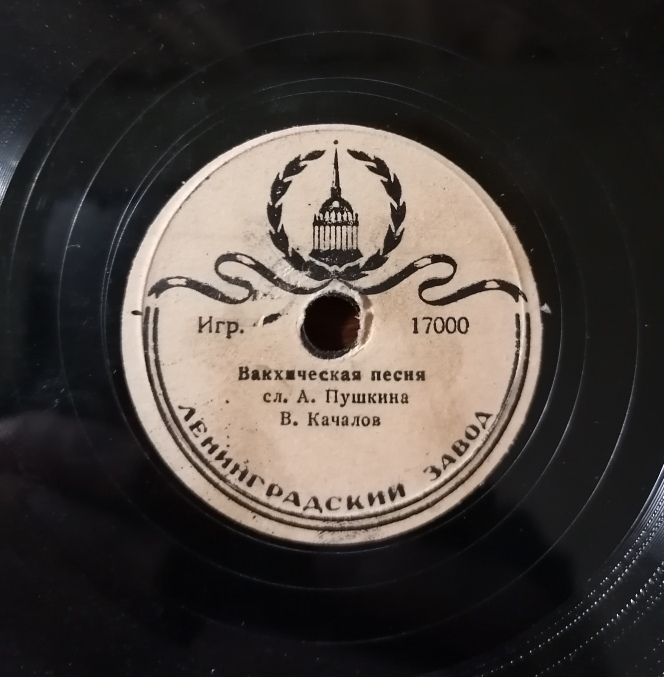 Игр. 17000
Вакхическая песня
сл. А. Пушкина
В. Качалов
ЛЕНИНГРАДСКИЙ ЗАВОД